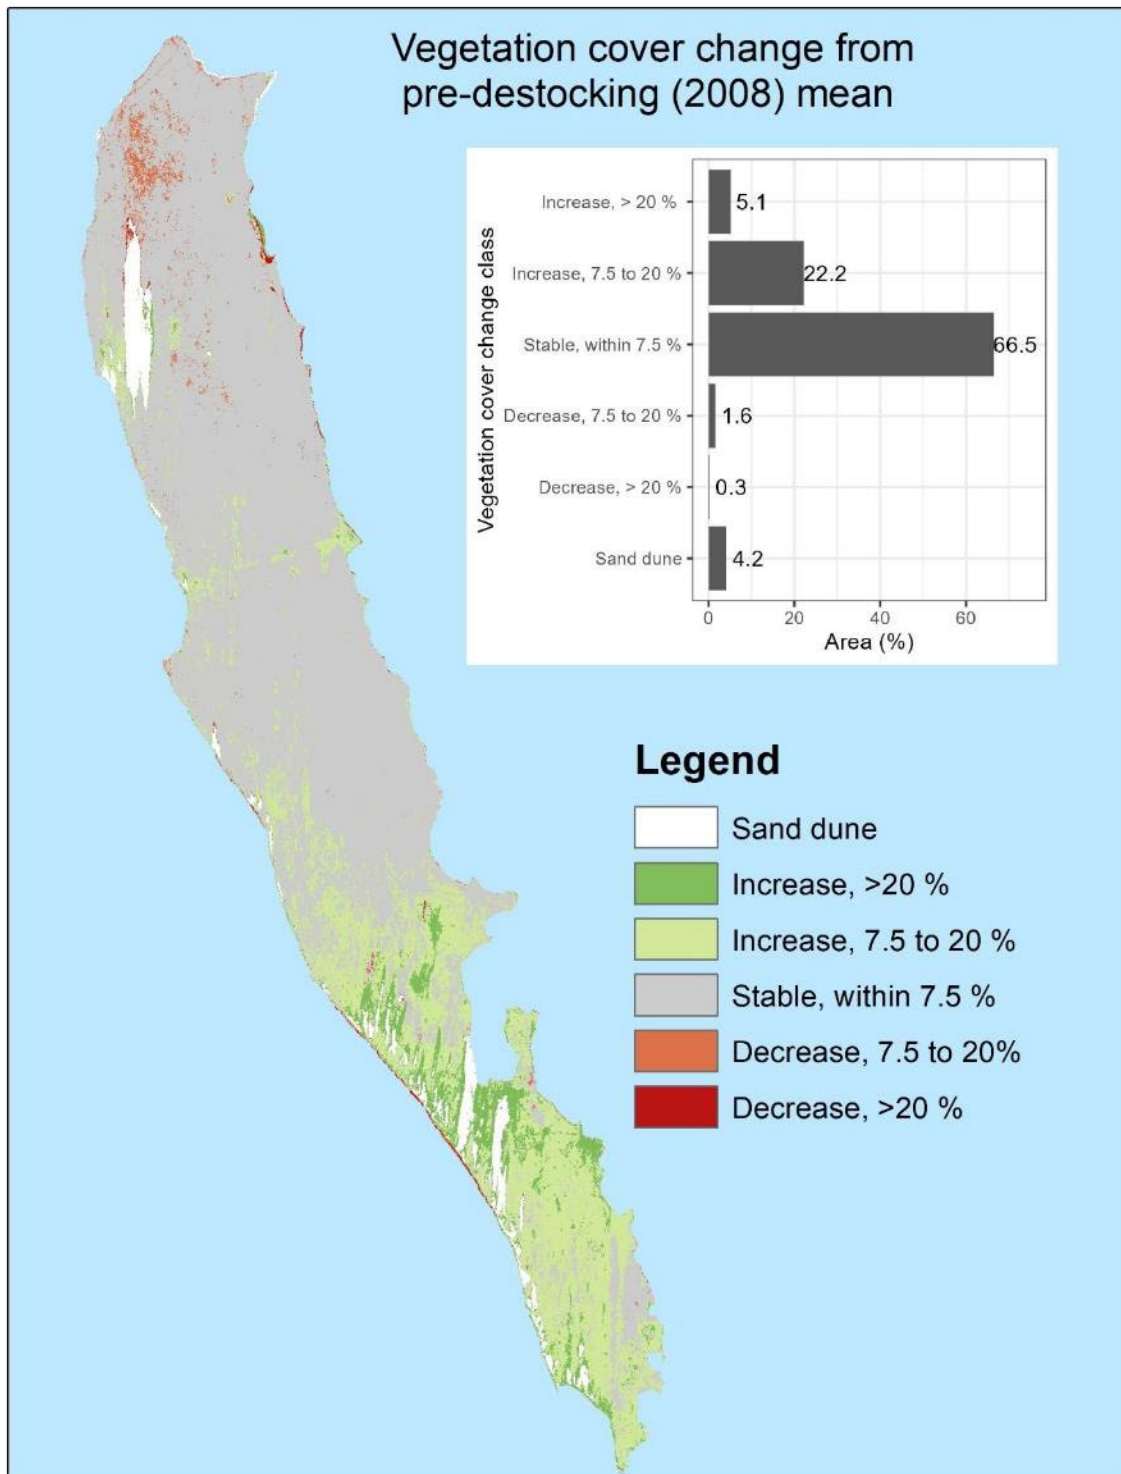 Vegetation cover change from
pre-destocking (2008) mean
Vegetation cover change class
Increase, > 20 %
5.1
Increase, 7.5 to 20 %
22.2
Stable, within 7.5 %
66.5
Decrease, 7.5 to 20 %
1.6
Decrease, > 20 %
0.3
Sand dune
4.2
0 20 40 60
Area (%)
Legend
Sand dune
Increase, >20 %
Increase, 7.5 to 20 %
Stable, within 7.5 %
Decrease, 7.5 to 20%
Decrease, >20 %